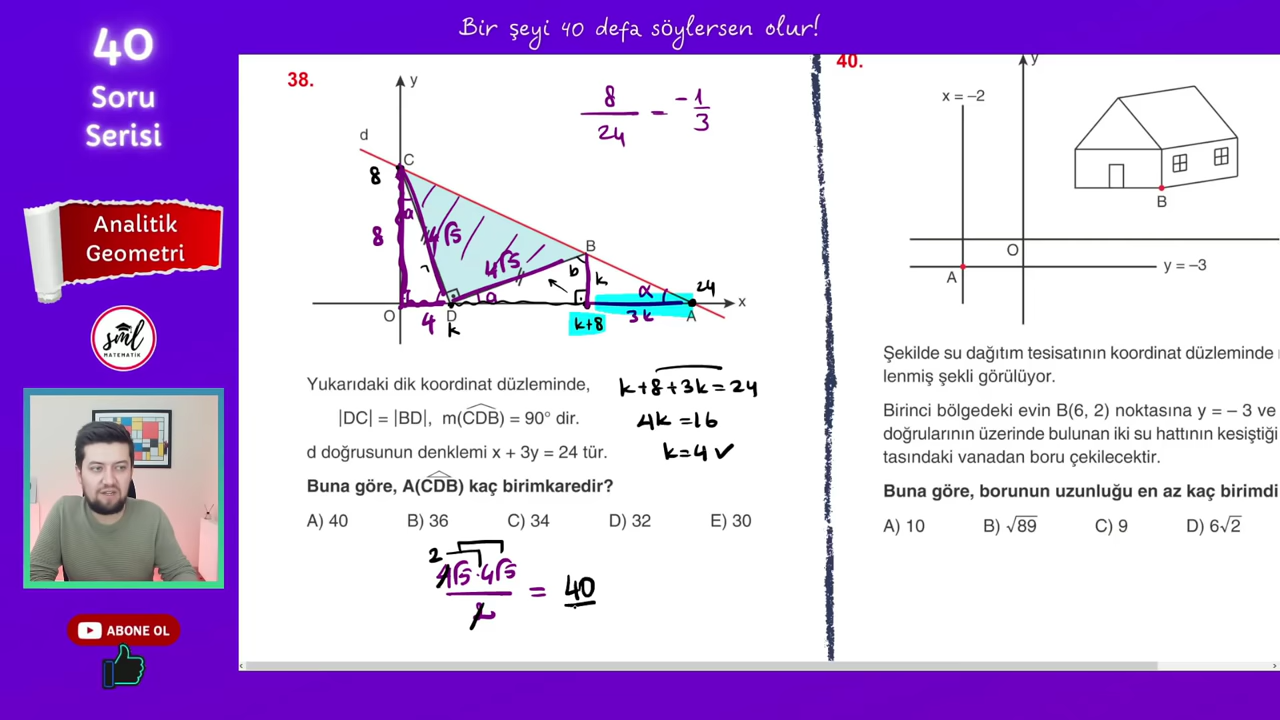 Bir şeyi 40 defa söylersen olur!
40
Soru
Serisi
Analitik
Geometri
sml
MATEMATİK
ABONE OL
38.
8
24
=
-1
3
y
d
C
8
8
a
4√5
4√5
B
b
k
a
α
24
O
4
D
k
k+8
3k
A
x
Yukarıdaki dik koordinat düzleminde,
|DC| = |BD|, m(CDB) = 90° dir.
d doğrusunun denklemi x + 3y = 24 tür.
Buna göre, A(CDB) kaç birimkaredir?
A) 40 B) 36 C) 34 D) 32 E) 30
k+8+3k=24
4k=16
k=4✓
2
4√5·4√5
2
= 40
40.
y
x = −2
B
O
A
y = −3
Şekilde su dağıtım tesisatının koordinat düzleminde
lenmiş şekli görülüyor.
Birinci bölgedeki evin B(6, 2) noktasına y = − 3 ve
doğrularının üzerinde bulunan iki su hattının kesiştiği
tasındaki vanadan boru çekilecektir.
Buna göre, borunun uzunluğu en az kaç birimdi
A) 10 B) √89 C) 9 D) 6√2